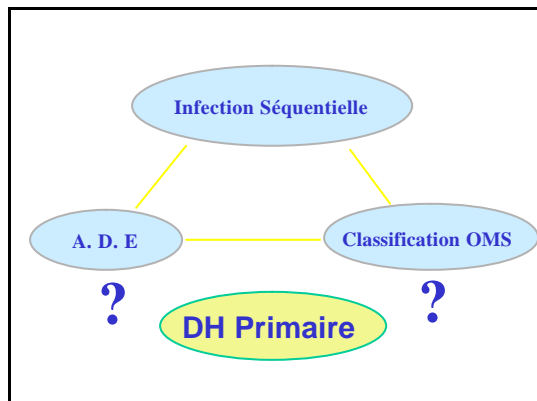 Infection Séquentielle
A. D. E
Classification OMS
?
?
DH Primaire